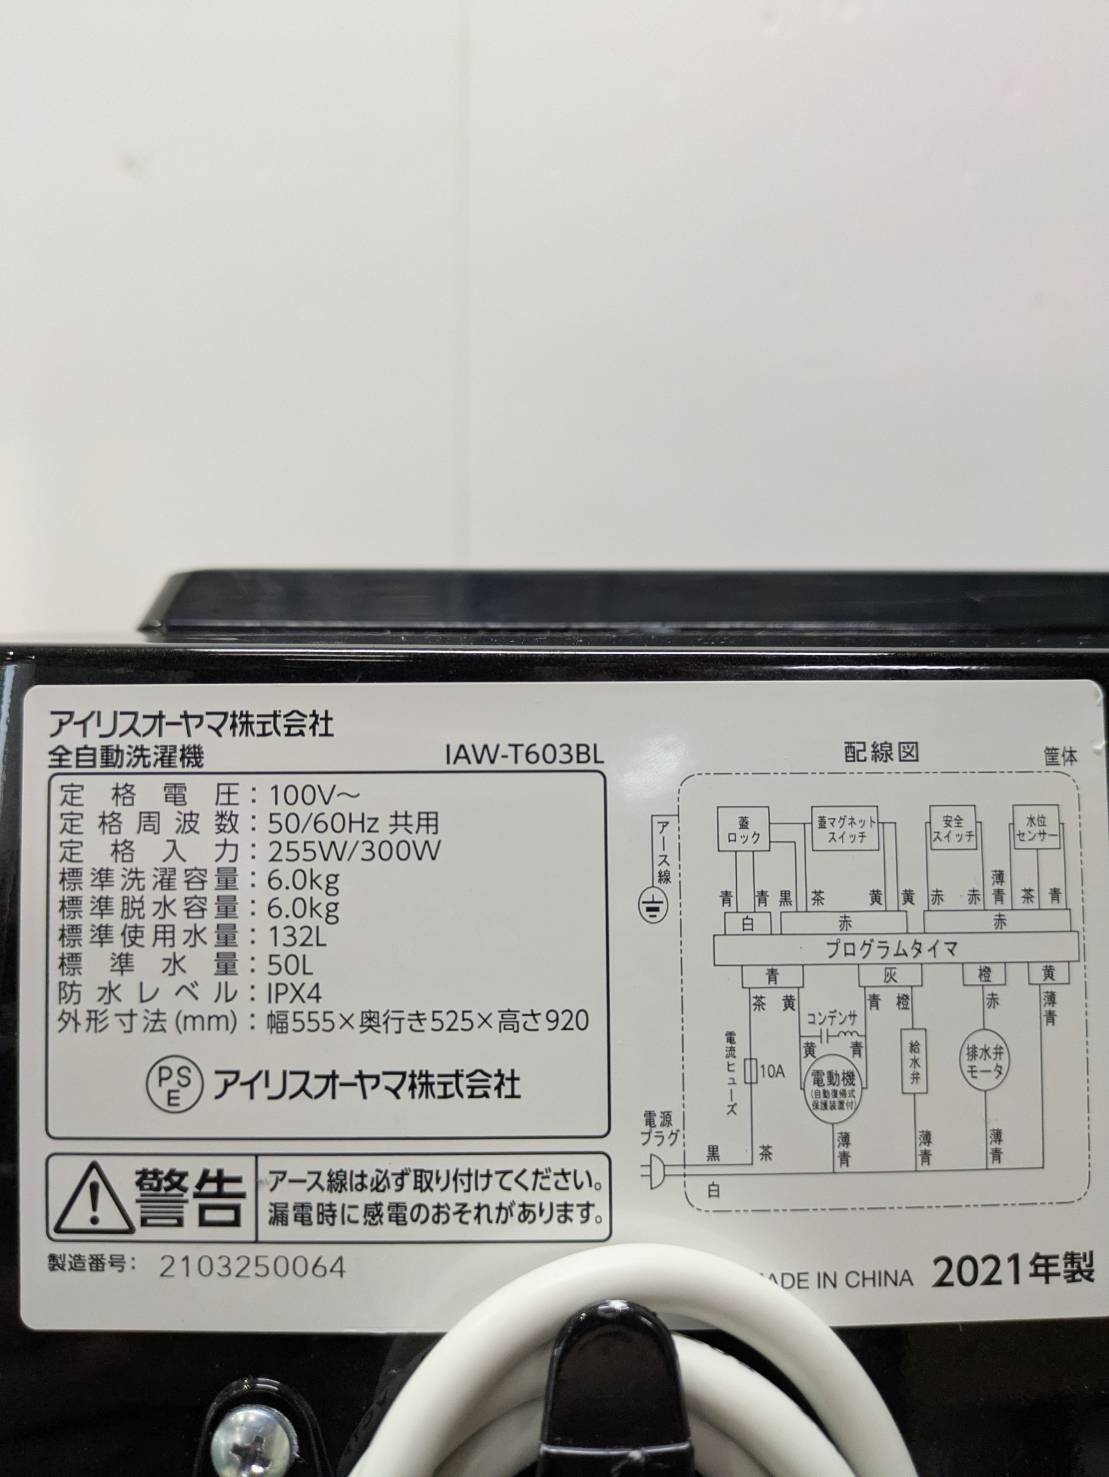 アイリスオーヤマ株式会社
全自動洗濯機 IAW-T603BL
定格電圧：100V～
定格周波数：50/60Hz 共用
定格入力：255W/300W
標準洗濯容量：6.0kg
標準脱水容量：6.0kg
標準使用水量：132L
標準水量：50L
防水レベル：IPX4
外形寸法(mm)：幅555×奥行き525×高さ920
PS
E
アイリスオーヤマ株式会社
警告
アース線は必ず取り付けてください。
漏電時に感電のおそれがあります。
製造番号： 2103250064
配線図
筐体
アース線
蓋
ロック
蓋マグネット
スイッチ
安全
スイッチ
水位
センサー
青 青 黒 茶 黄 黄 赤 赤 薄青 茶 青
白 赤 赤
プログラムタイマ
青 灰 橙 黄
茶 黄 青 橙 赤 薄青
コンデンサ
黄 青
電流ヒューズ
10A
電動機
(自動復帰式
保護装置付)
給水弁
排水弁
モータ
電源
プラグ
黒 茶 薄青 薄青 薄青
白
ADE IN CHINA 2021年製